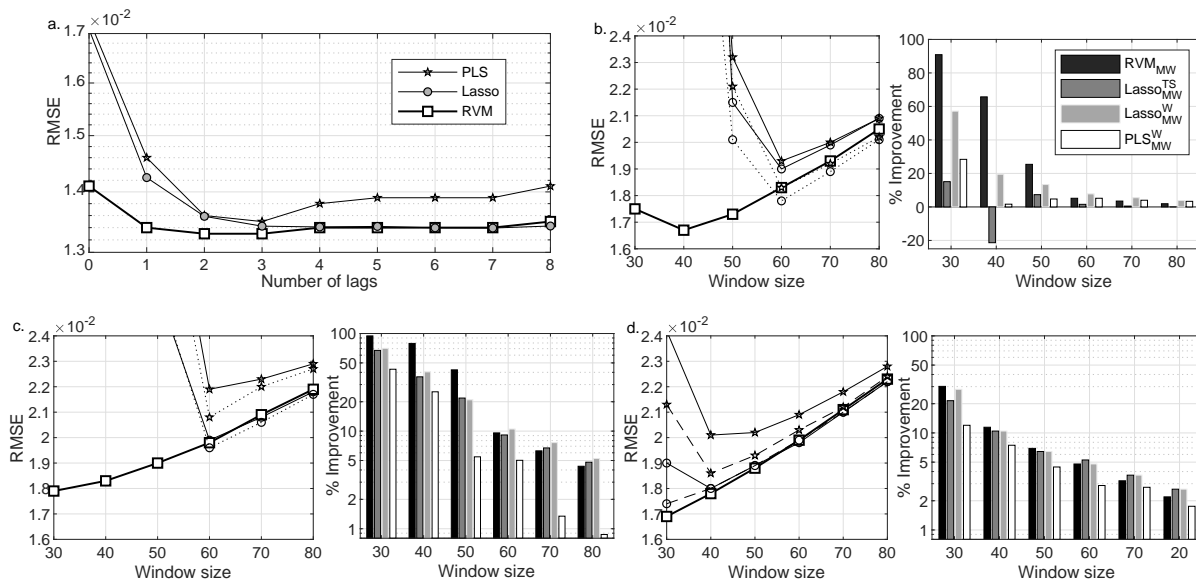 a.
× 10⁻²
1.7
1.6
1.5
1.4
1.3
RMSE
PLS
Lasso
RVM
0 1 2 3 4 5 6 7 8
Number of lags
b.
× 10⁻²
2.4
2.3
2.2
2.1
2
1.9
1.8
1.7
1.6
RMSE
30 40 50 60 70 80
Window size
100
80
60
40
20
0
-20
% Improvement
RVM_MW
Lasso^TS_MW
Lasso^W_MW
PLS^W_MW
30 40 50 60 70 20
Window size
c.
× 10⁻²
2.4
2.3
2.2
2.1
2
1.9
1.8
1.7
1.6
RMSE
30 40 50 60 70 80
Window size
100
50
10
5
1
% Improvement
30 40 50 60 70 80
Window size
d.
× 10⁻²
2.4
2.3
2.2
2.1
2
1.9
1.8
1.7
1.6
RMSE
30 40 50 60 70 80
Window size
100
50
10
5
1
% Improvement
30 40 50 60 70 20
Window size